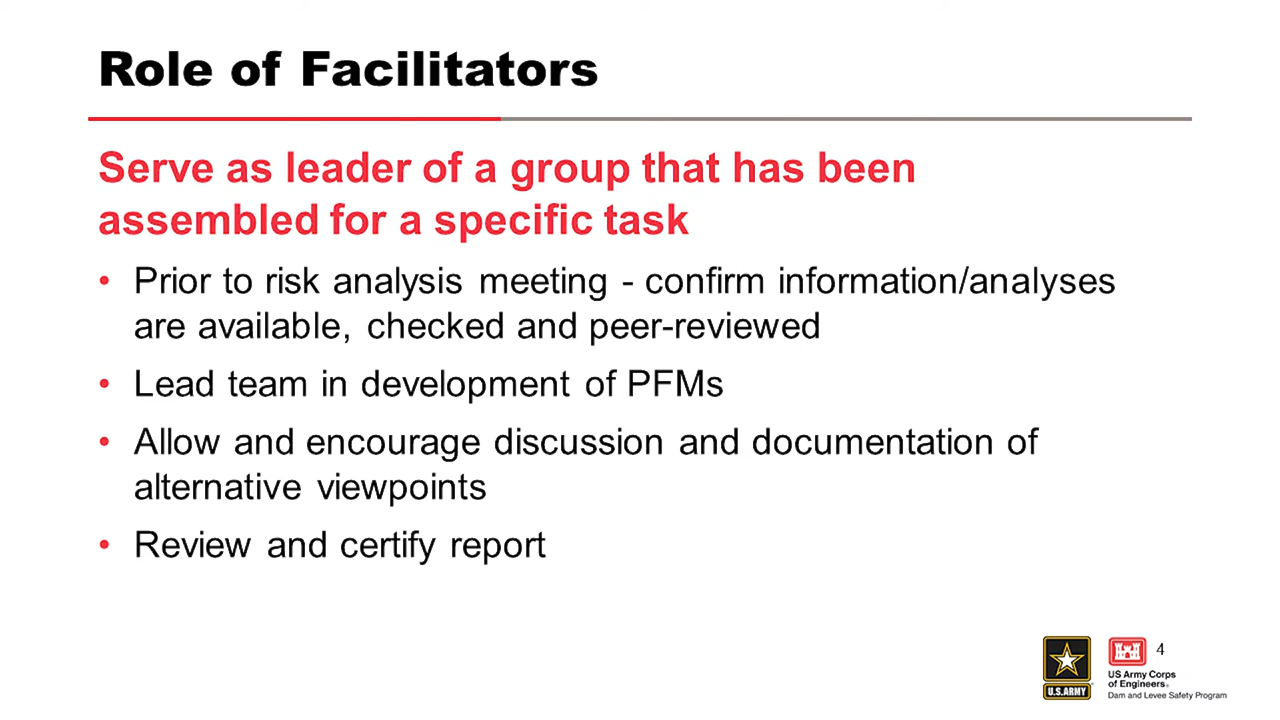 Role of Facilitators
Serve as leader of a group that has been
assembled for a specific task
• Prior to risk analysis meeting - confirm information/analyses
are available, checked and peer-reviewed
• Lead team in development of PFMs
• Allow and encourage discussion and documentation of
alternative viewpoints
• Review and certify report
4
U.S.ARMY
US Army Corps
of Engineers®
Dam and Levee Safety Program